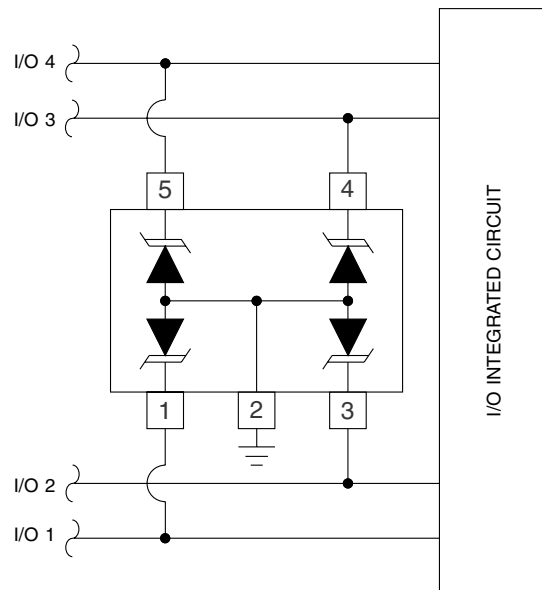 I/O 4
I/O 3
5
4
1
2
3
I/O 2
I/O 1
I/O INTEGRATED CIRCUIT